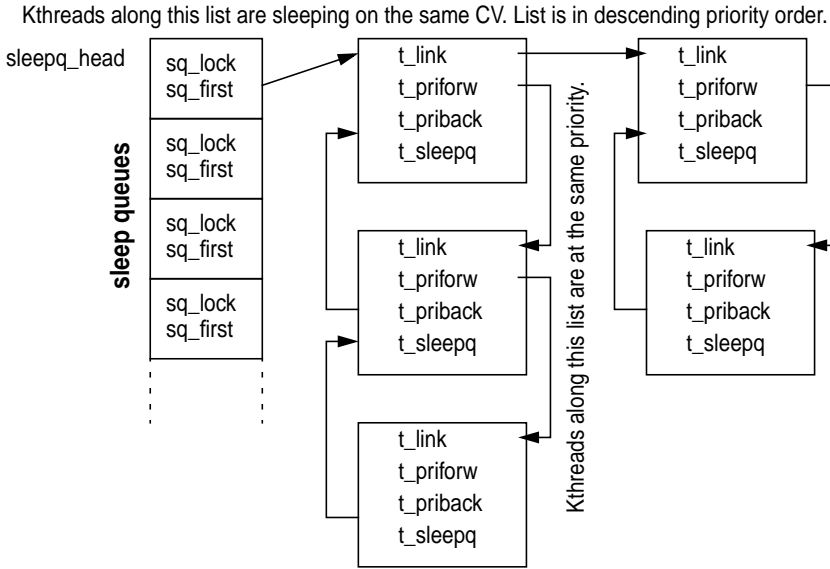 Kthreads along this list are sleeping on the same CV. List is in descending priority order.
sleepq_head
sleep queues
sq_lock
sq_first
sq_lock
sq_first
sq_lock
sq_first
sq_lock
sq_first
t_link
t_priforw
t_priback
t_sleepq
t_link
t_priforw
t_priback
t_sleepq
t_link
t_priforw
t_priback
t_sleepq
Kthreads along this list are at the same priority.
t_link
t_priforw
t_priback
t_sleepq
t_link
t_priforw
t_priback
t_sleepq